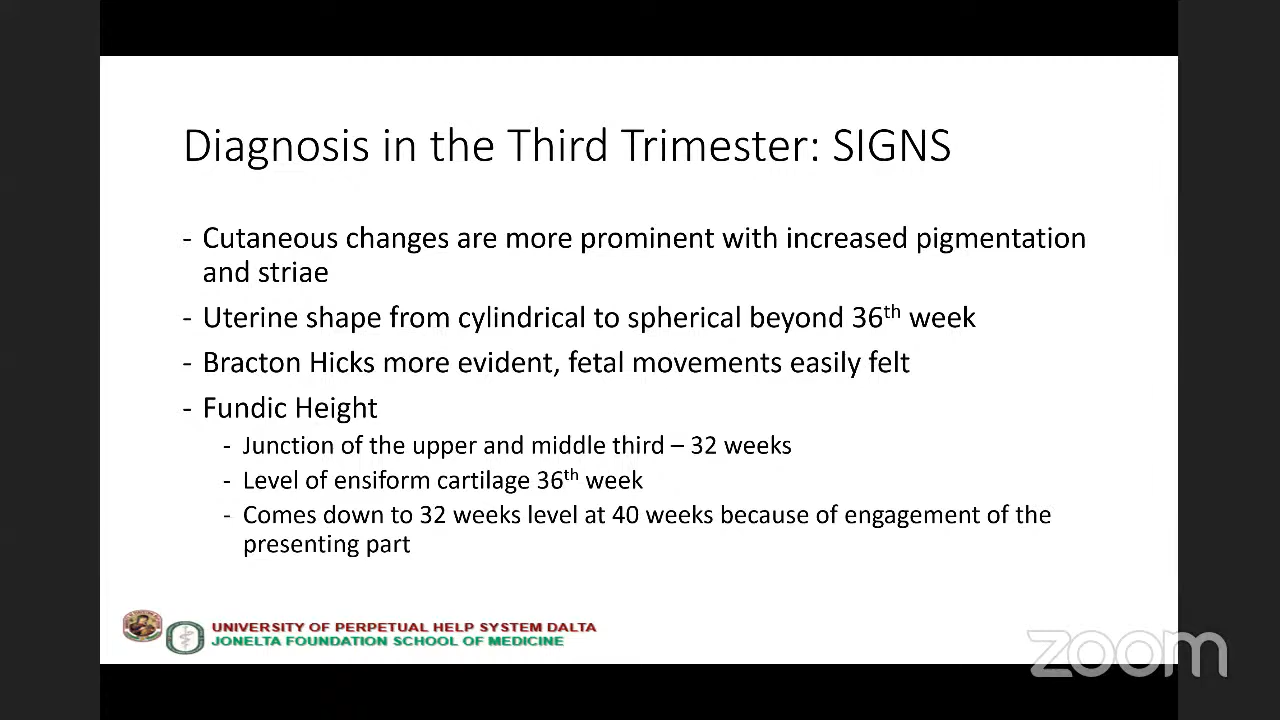 Diagnosis in the Third Trimester: SIGNS
- Cutaneous changes are more prominent with increased pigmentation
and striae
- Uterine shape from cylindrical to spherical beyond 36th week
- Bracton Hicks more evident, fetal movements easily felt
- Fundic Height
- Junction of the upper and middle third – 32 weeks
- Level of ensiform cartilage 36th week
- Comes down to 32 weeks level at 40 weeks because of engagement of the
presenting part
UNIVERSITY OF PERPETUAL HELP SYSTEM DALTA
JONELTA FOUNDATION SCHOOL OF MEDICINE
zoom